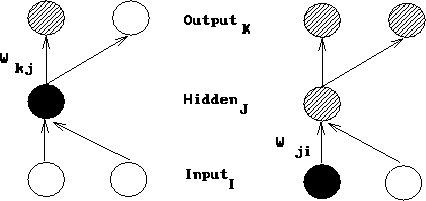 Output K
W kj
Hidden J
W ji
Input I